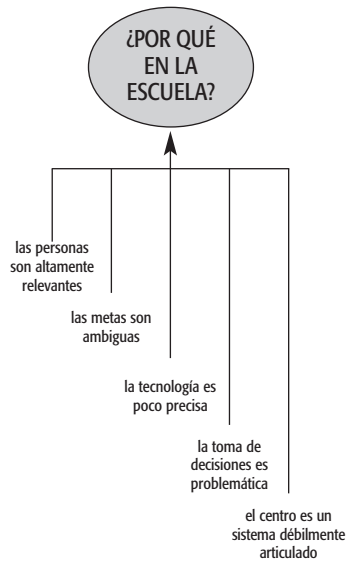 ¿POR QUÉ
EN LA
ESCUELA?
las personas
son altamente
relevantes
las metas son
ambiguas
la tecnología es
poco precisa
la toma de
decisiones es
problemática
el centro es un
sistema débilmente
articulado